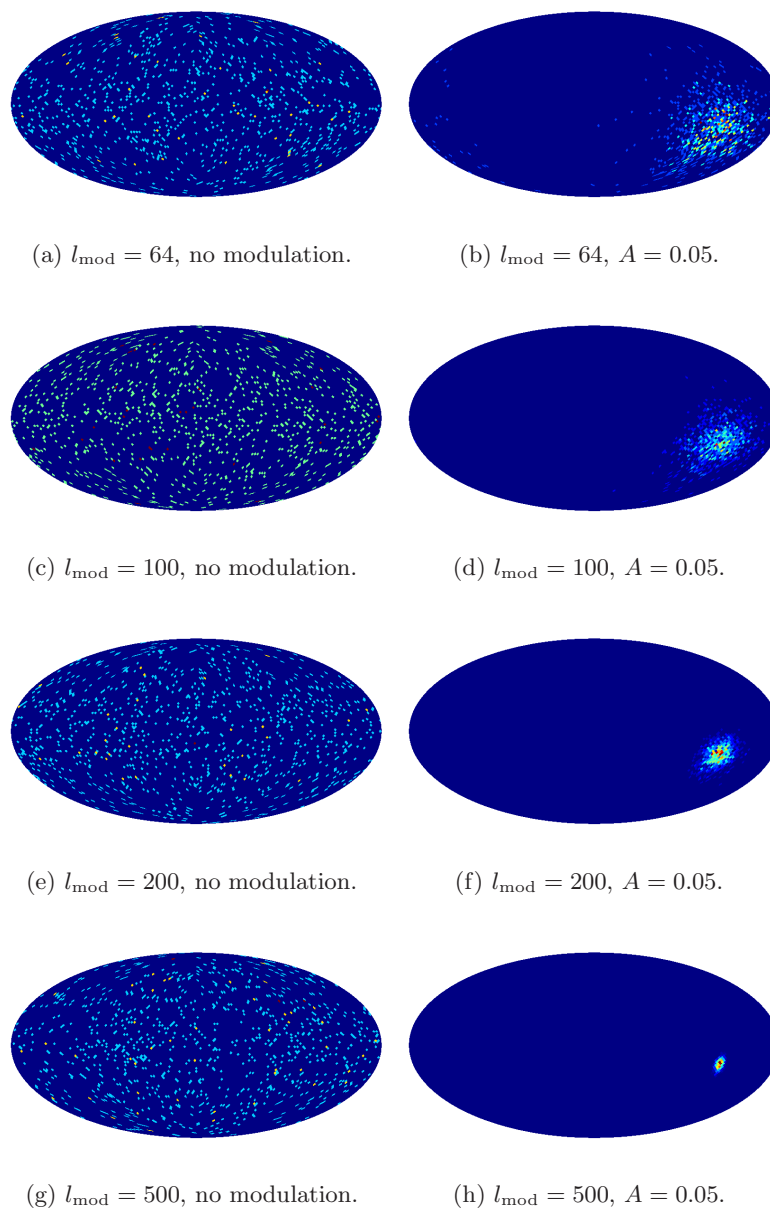 (a) l_mod = 64, no modulation.
(b) l_mod = 64, A = 0.05.
(c) l_mod = 100, no modulation.
(d) l_mod = 100, A = 0.05.
(e) l_mod = 200, no modulation.
(f) l_mod = 200, A = 0.05.
(g) l_mod = 500, no modulation.
(h) l_mod = 500, A = 0.05.